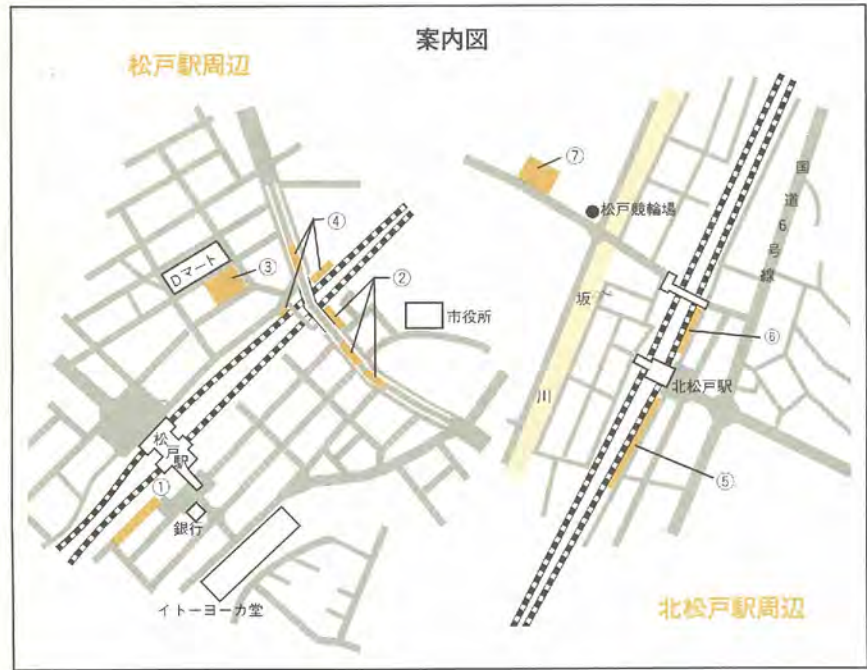 案内図
松戸駅周辺
④
③
Dマート
②
市役所
松戸駅
①
銀行
イトーヨーカ堂
⑦
松戸競輪場
国道6号線
坂川
⑥
北松戸駅
⑤
北松戸駅周辺